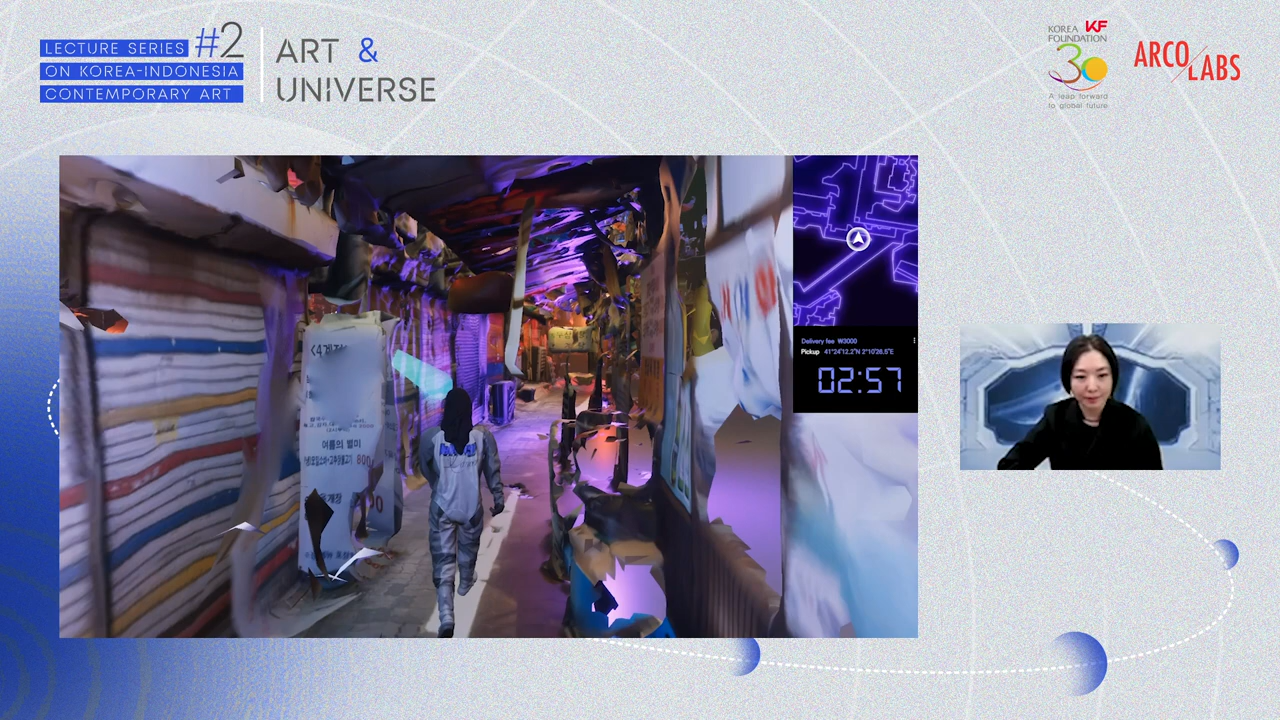 LECTURE SERIES #2
ON KOREA-INDONESIA
CONTEMPORARY ART
ART &
UNIVERSE
KOREA KF
FOUNDATION
30
A leap forward
to global future
ARCO
LABS
Delivery fee ₩3000
Pickup 41°24'12.2"N 2°10'26.5"E
02:57
여름의 별미
800